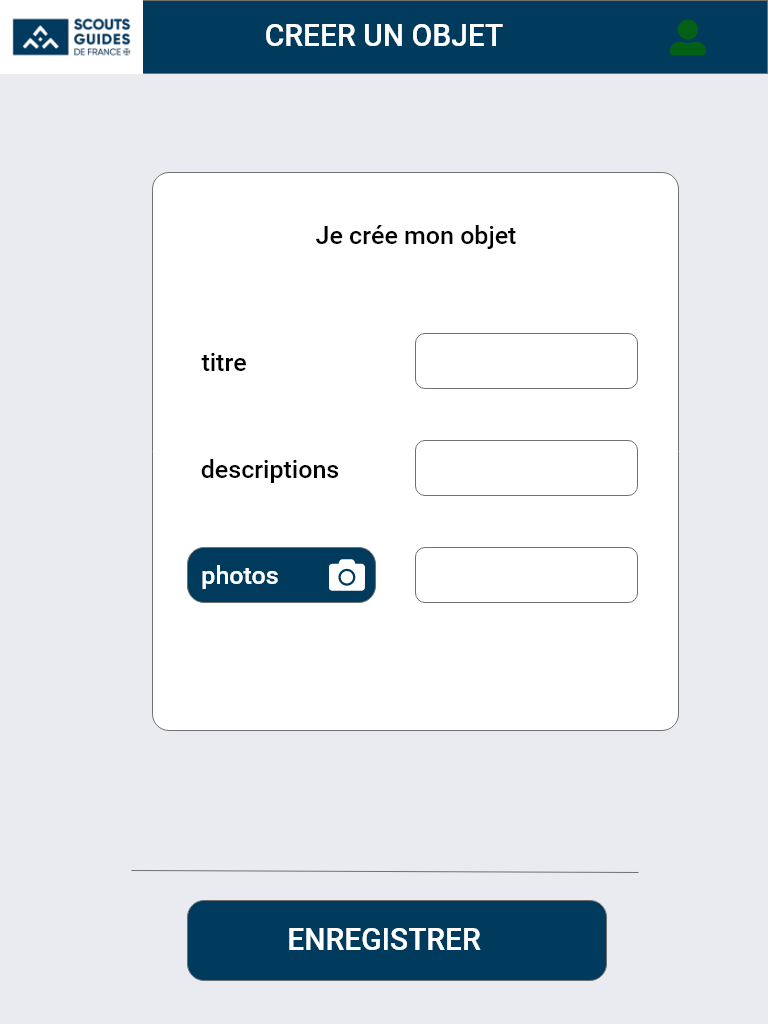 SCOUTS
GUIDES
DE FRANCE
CREER UN OBJET
Je crée mon objet
titre
descriptions
photos
ENREGISTRER